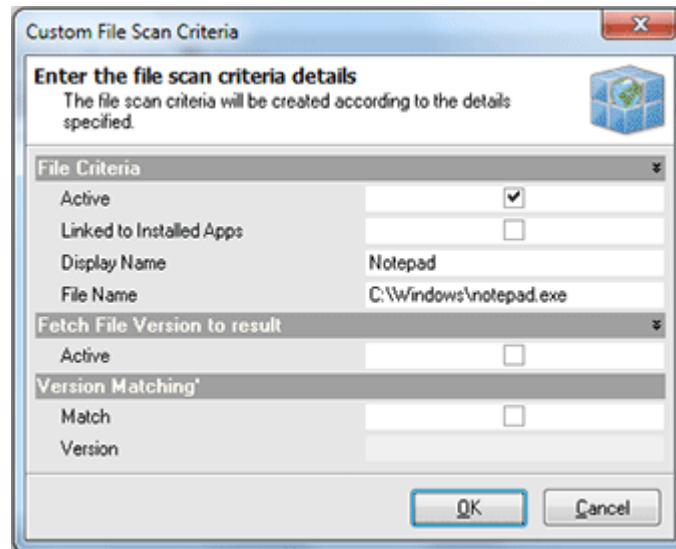 Custom File Scan Criteria
Enter the file scan criteria details
The file scan criteria will be created according to the details
specified.
File Criteria
Active
Linked to Installed Apps
Display Name Notepad
File Name C:\Windows\notepad.exe
Fetch File Version to result
Active
Version Matching'
Match
Version
OK Cancel